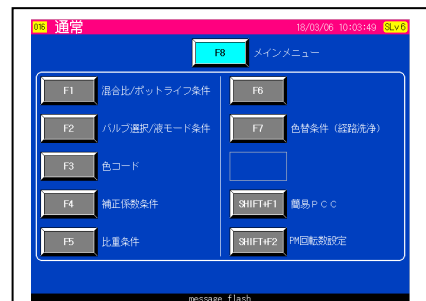 016 通常 18/03/06 10:03:49 SLv6
F8 メインメニュー
F1 混合比/ポットライフ条件 F6
F2 バルブ選択/液モード条件 F7 色替条件 (経路洗浄)
F3 色コード
F4 補正係数条件 SHIFT+F1 簡易PCC
F5 比重条件 SHIFT+F2 PM回転数設定
message flash